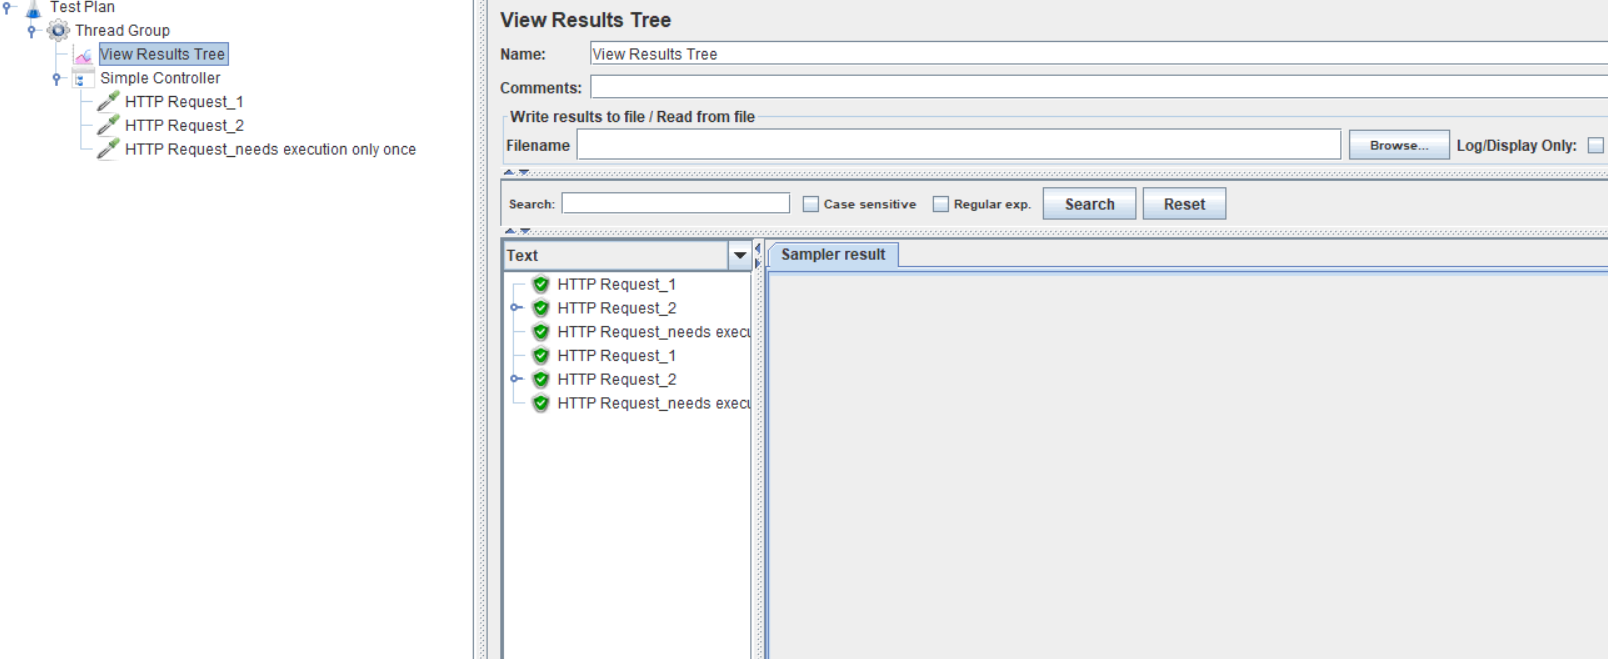 Test Plan
Thread Group
View Results Tree
Simple Controller
HTTP Request_1
HTTP Request_2
HTTP Request_needs execution only once
View Results Tree
Name: View Results Tree
Comments:
Write results to file / Read from file
Filename Browse... Log/Display Only:
Search: Case sensitive Regular exp. Search Reset
Text
Sampler result
HTTP Request_1
HTTP Request_2
HTTP Request_needs execu
HTTP Request_1
HTTP Request_2
HTTP Request_needs execu